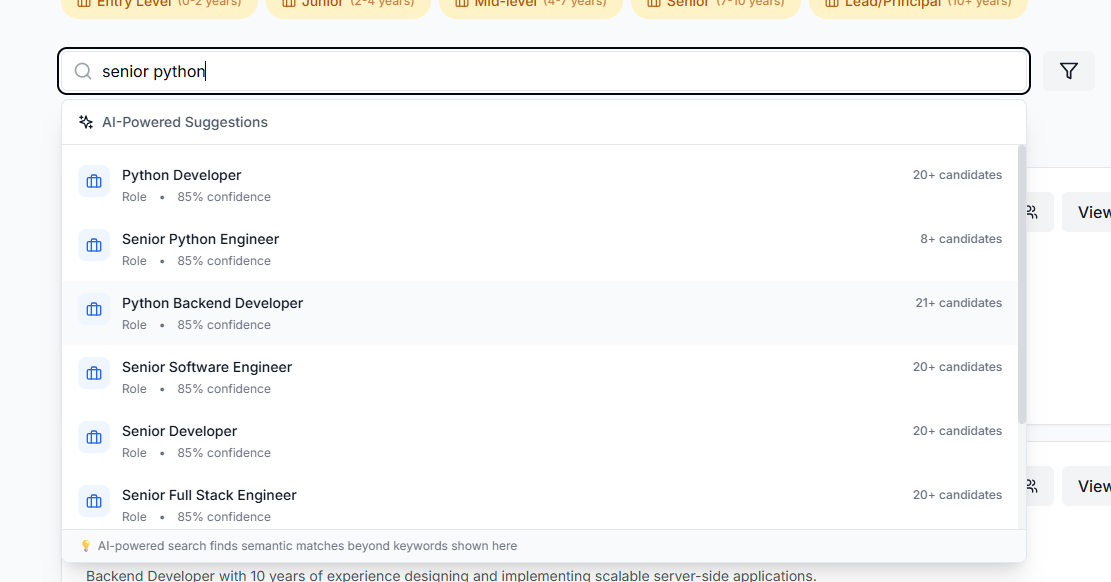 Entry Level (0-2 years) Junior (2-4 years) Mid-level (4-7 years) Senior (7-10 years) Lead/Principal (10+ years)
senior python
AI-Powered Suggestions
Python Developer 20+ candidates
Role • 85% confidence
View
Senior Python Engineer 8+ candidates
Role • 85% confidence
Python Backend Developer 21+ candidates
Role • 85% confidence
Senior Software Engineer 20+ candidates
Role • 85% confidence
Senior Developer 20+ candidates
Role • 85% confidence
View
Senior Full Stack Engineer 20+ candidates
Role • 85% confidence
AI-powered search finds semantic matches beyond keywords shown here
Backend Developer with 10 years of experience designing and implementing scalable server-side applications.